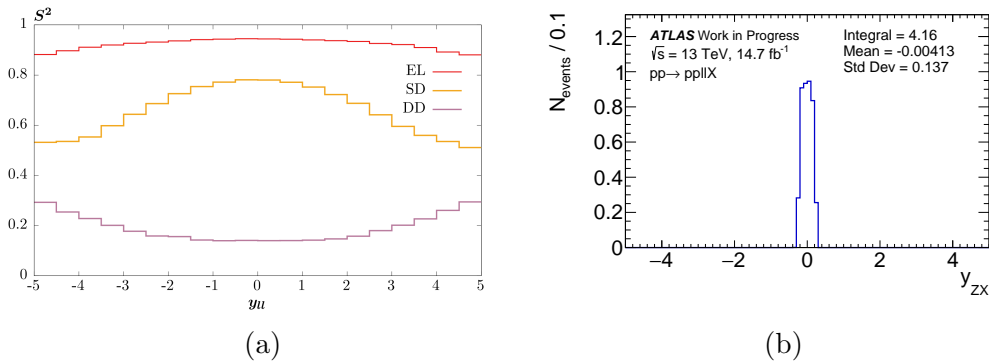 S²
1
0.8
0.6
0.4
0.2
0
EL
SD
DD
-5 -4 -3 -2 -1 0 1 2 3 4 5
y_ll
(a)
N_events / 0.1
1.2
1
0.8
0.6
0.4
0.2
0
ATLAS Work in Progress
√s = 13 TeV, 14.7 fb⁻¹
pp→ ppllX
Integral = 4.16
Mean = -0.00413
Std Dev = 0.137
−4 −2 0 2 4
y_ZX
(b)